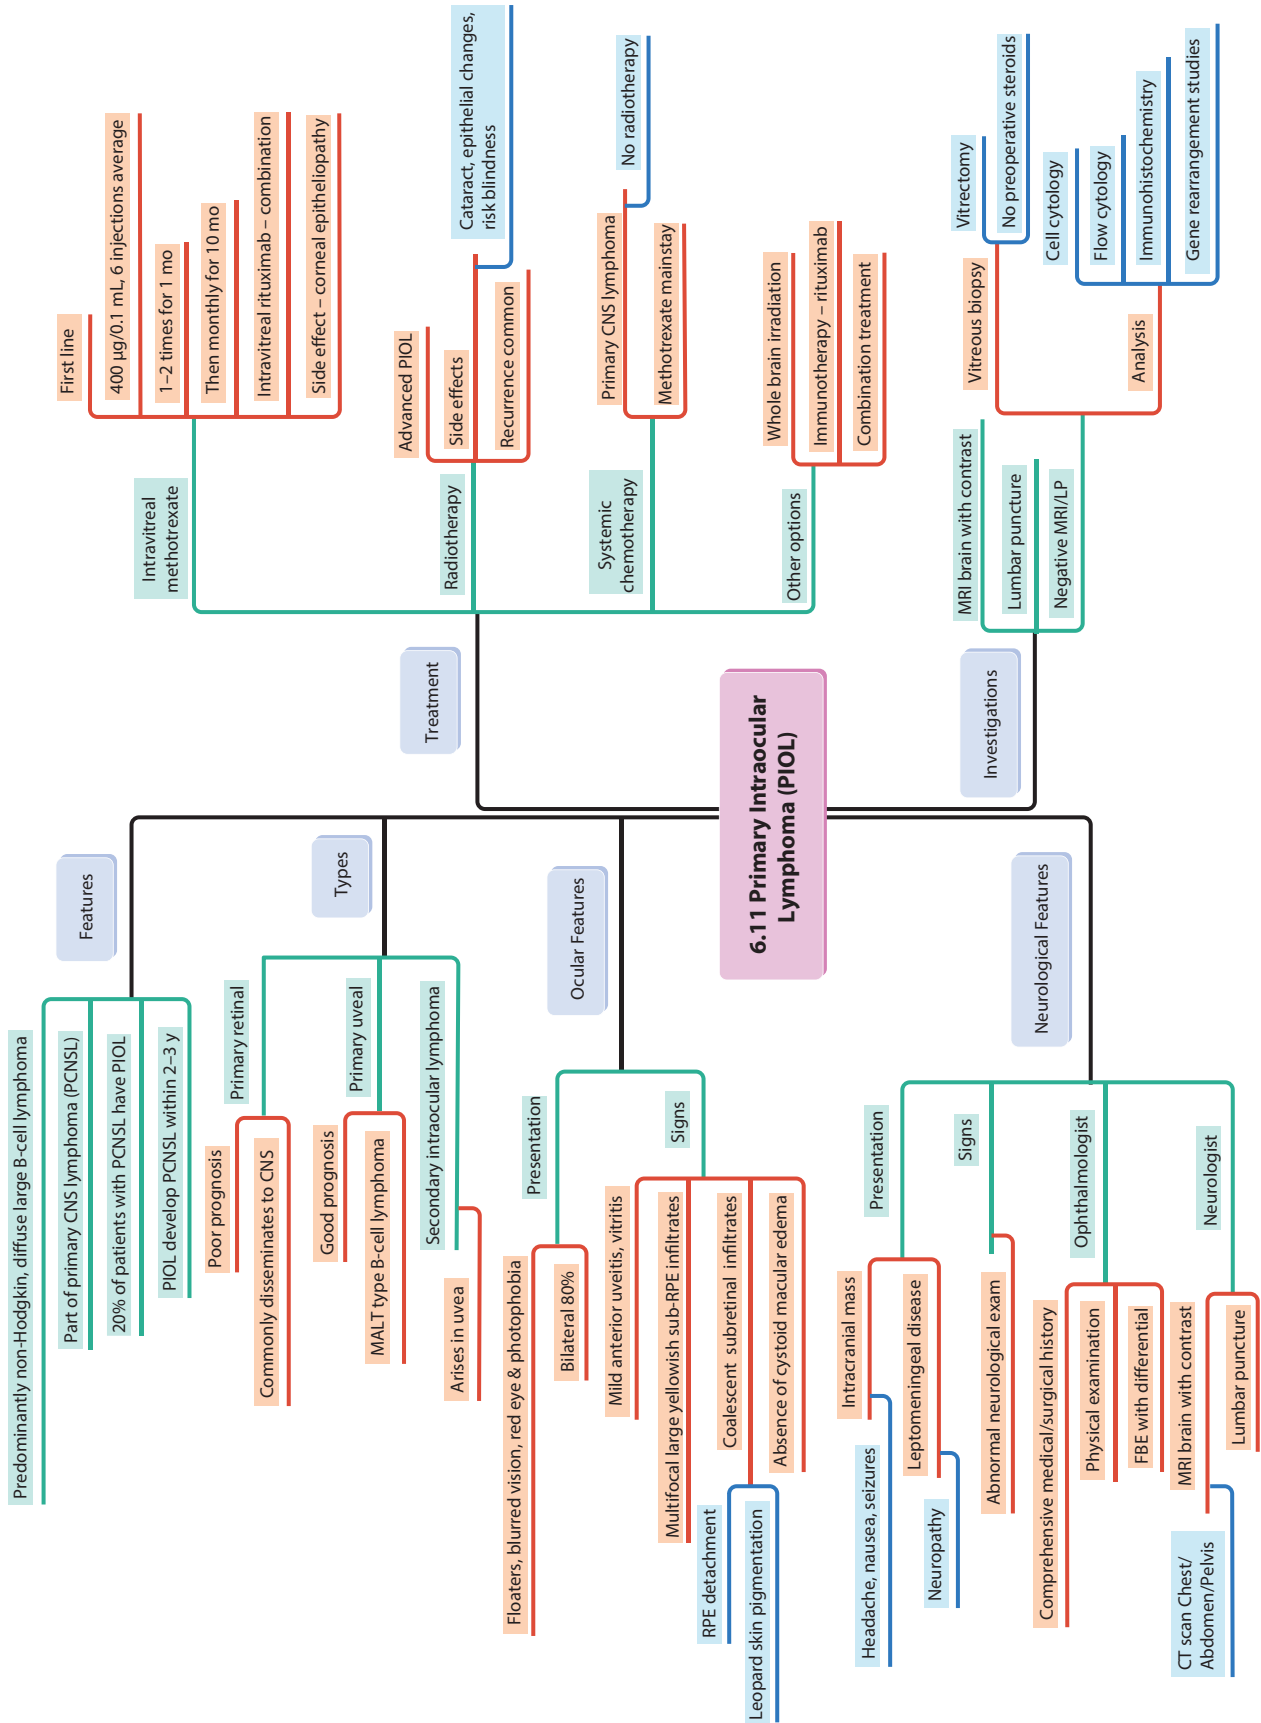 6.11 Primary Intraocular
Lymphoma (PIOL)
Features
Predominantly non-Hodgkin, diffuse large B-cell lymphoma
Part of primary CNS lymphoma (PCNSL)
20% of patients with PCNSL have PIOL
PIOL develop PCNSL within 2–3 y
Types
Primary retinal
Poor prognosis
Commonly disseminates to CNS
Primary uveal
Good prognosis
MALT type B-cell lymphoma
Secondary intraocular lymphoma
Arises in uvea
Ocular Features
Presentation
Floaters, blurred vision, red eye & photophobia
Bilateral 80%
Signs
Mild anterior uveitis, vitritis
Multifocal large yellowish sub-RPE infiltrates
Coalescent subretinal infiltrates
RPE detachment
Leopard skin pigmentation
Absence of cystoid macular edema
Neurological Features
Presentation
Intracranial mass
Headache, nausea, seizures
Leptomeningeal disease
Neuropathy
Signs
Abnormal neurological exam
Ophthalmologist
Comprehensive medical/surgical history
Physical examination
FBE with differential
Neurologist
MRI brain with contrast
CT scan Chest/
Abdomen/Pelvis
Lumbar puncture
Treatment
Intravitreal
methotrexate
First line
400 µg/0.1 mL, 6 injections average
1–2 times for 1 mo
Then monthly for 10 mo
Intravitreal rituximab – combination
Side effect – corneal epitheliopathy
Radiotherapy
Advanced PIOL
Side effects
Cataract, epithelial changes,
risk blindness
Recurrence common
Systemic
chemotherapy
Primary CNS lymphoma
No radiotherapy
Methotrexate mainstay
Other options
Whole brain irradiation
Immunotherapy – rituximab
Combination treatment
Investigations
MRI brain with contrast
Lumbar puncture
Negative MRI/LP
Vitreous biopsy
Vitrectomy
No preoperative steroids
Analysis
Cell cytology
Flow cytology
Immunohistochemistry
Gene rearrangement studies